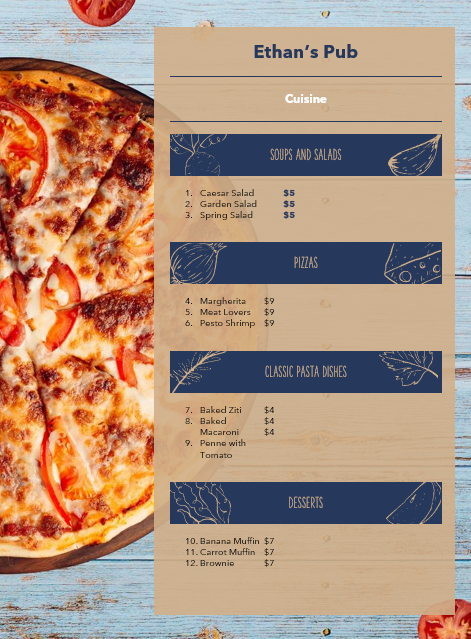 Ethan's Pub
Cuisine
SOUPS AND SALADS
1. Caesar Salad $5
2. Garden Salad $5
3. Spring Salad $5
PIZZAS
4. Margherita $9
5. Meat Lovers $9
6. Pesto Shrimp $9
CLASSIC PASTA DISHES
7. Baked Ziti $4
8. Baked $4
Macaroni $4
9. Penne with
Tomato
DESSERTS
10. Banana Muffin $7
11. Carrot Muffin $7
12. Brownie $7